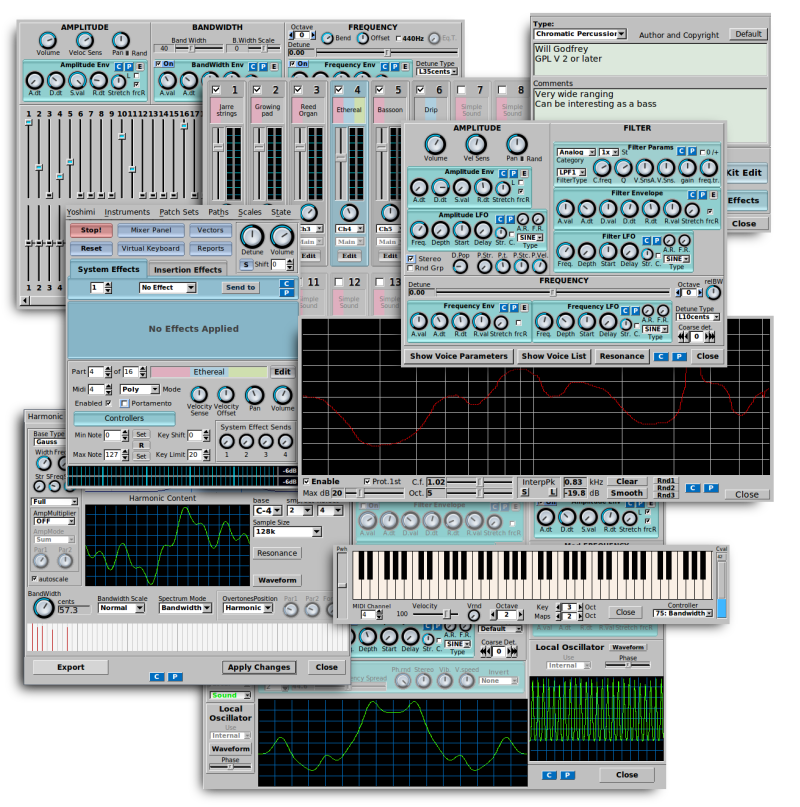 AMPLITUDE
BANDWIDTH
FREQUENCY
Volume Veloc Sens Pan Rand
Band Width B.Width Scale
40
Octave
0 Bend Offset 440Hz Eq.T
Detune
0.00
Amplitude Env C P E
A.dt D.dt S.val R.dt Stretch frcR
On BandWidth Env C P E
A.val A.dt
On Frequency Env C P E
Detune Type
L35cents
1 2 3 4 5 6 7 8 9 10 11 12 13 14 15 16 17
1 2 3 4 5 6 7 8
Jarre strings
Growing pad
Reed Organ
Ethereal
Bassoon
Drip
Simple Sound
Simple Sound
Ch4
Ch5
Main
Edit
11 12 13
Simple Sound
Simple Sound
Type:
Chromatic Percussion
Author and Copyright
Default
Will Godfrey
GPL V 2 or later
Comments
Very wide ranging
Can be interesting as a bass
Kit Edit
Effects
Close
AMPLITUDE
FILTER
Volume Vel Sens Pan Rand
Amplitude Env C P E
A.dt D.dt S.val R.dt Stretch frcR
Amplitude LFO C P
A.R. F.R.
SINE
Freq. Depth Start Delay Str. C. Type
Stereo
Rnd Grp
D.Pop P.Str. P.t. P.Stc. P.Vel.
Analog 1x St Filter Params C P 0/+
Category
LPF1
FilterType C.freq Q V.SnsA. V.Sns. gain freq.tr.
Filter Envelope C P E
A.val A.dt D.val D.dt R.dt R.val Stretch frcR
Filter LFO C P
A.R. F.R.
SINE
Freq. Depth Start Delay Str. C. Type
FREQUENCY
Detune
0.00
Octave
0
relBW
Frequency Env C P E
A.val A.dt R.dt R.val Stretch frcR
Frequency LFO C P
A.R. F.R.
SINE
Freq. Depth Start Delay Str. C. Type
Detune Type
L10cents
Coarse det.
0
Show Voice Parameters Show Voice List Resonance C P Close
Yoshimi Instruments Patch Sets Paths Scales State
Stop! Mixer Panel Vectors
Reset Virtual Keyboard Reports
Detune Volume
S Shift 0
System Effects Insertion Effects
1 No Effect Send to C P
No Effects Applied
Part 4 of 16 Ethereal Edit
Midi 4 Poly Mode
Enabled Portamento
Velocity Sense Velocity Offset Pan Volume
Controllers
Min Note 0 Set Key Shift 0
R
Max Note 127 Set Key Limit 20
System Effect Sends
1 2 3 4
-6dB
-6dB
Enable Prot.1st C.f. 1.02 InterpPk 0.83 kHz Clear Rnd1
Rnd2
Max dB 20 Oct. 5 S L -19.8 dB Smooth Rnd3
C P Close
Harmonic
Base Type
Gauss
Width
Str SFreq
Full
AmpMultiplier
OFF
AmpMode
Sum
Par1 Par2
autoscale
Harmonic Content
base
C-4 2 4
Sample Size
128k
Resonance
Waveform
BandWidth
cents
57.3
Bandwidth Scale
Normal
Spectrum Mode
Bandwidth
OvertonesPosition
Harmonic
Par1 Par2
Export Apply Changes Close
C P
On Filter Envelope
A.val A.dt D.val D.dt R.dt R.val Stretch frcR
MIDI Channel
4
100 Velocity Vrnd
Octave
2
Key 3 Oct
Maps 2 Oct
Close
Cval
Controller
75: Bandwidth
Depth Start Delay Str. C. Type
A.R. F.R.
SINE
Default
Coarse Det.
0
Stereo Vib. V.speed Invert
None
Sound
Local Oscillator
Use
Internal
Waveform
Phase
Local Oscillator Waveform
Use
Internal
Phase
C P Close